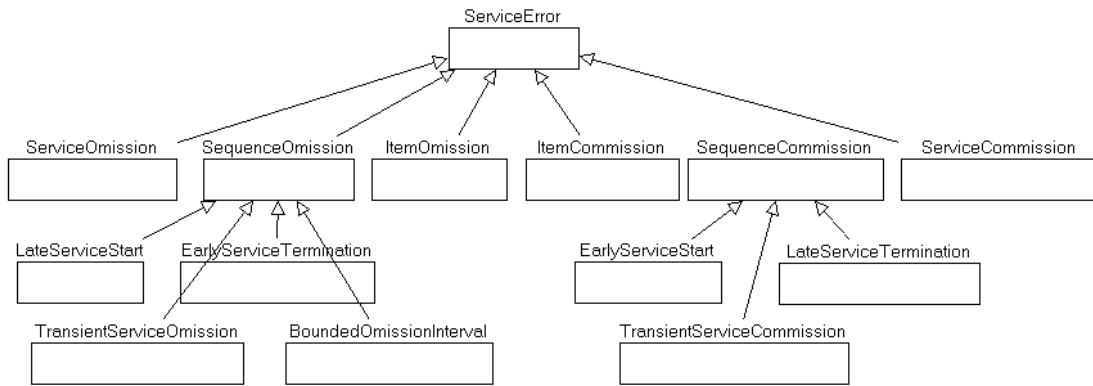 ServiceError
ServiceOmission
SequenceOmission
ItemOmission
ItemCommission
SequenceCommission
ServiceCommission
LateServiceStart
EarlyServiceTermination
EarlyServiceStart
LateServiceTermination
TransientServiceOmission
BoundedOmissionInterval
TransientServiceCommission